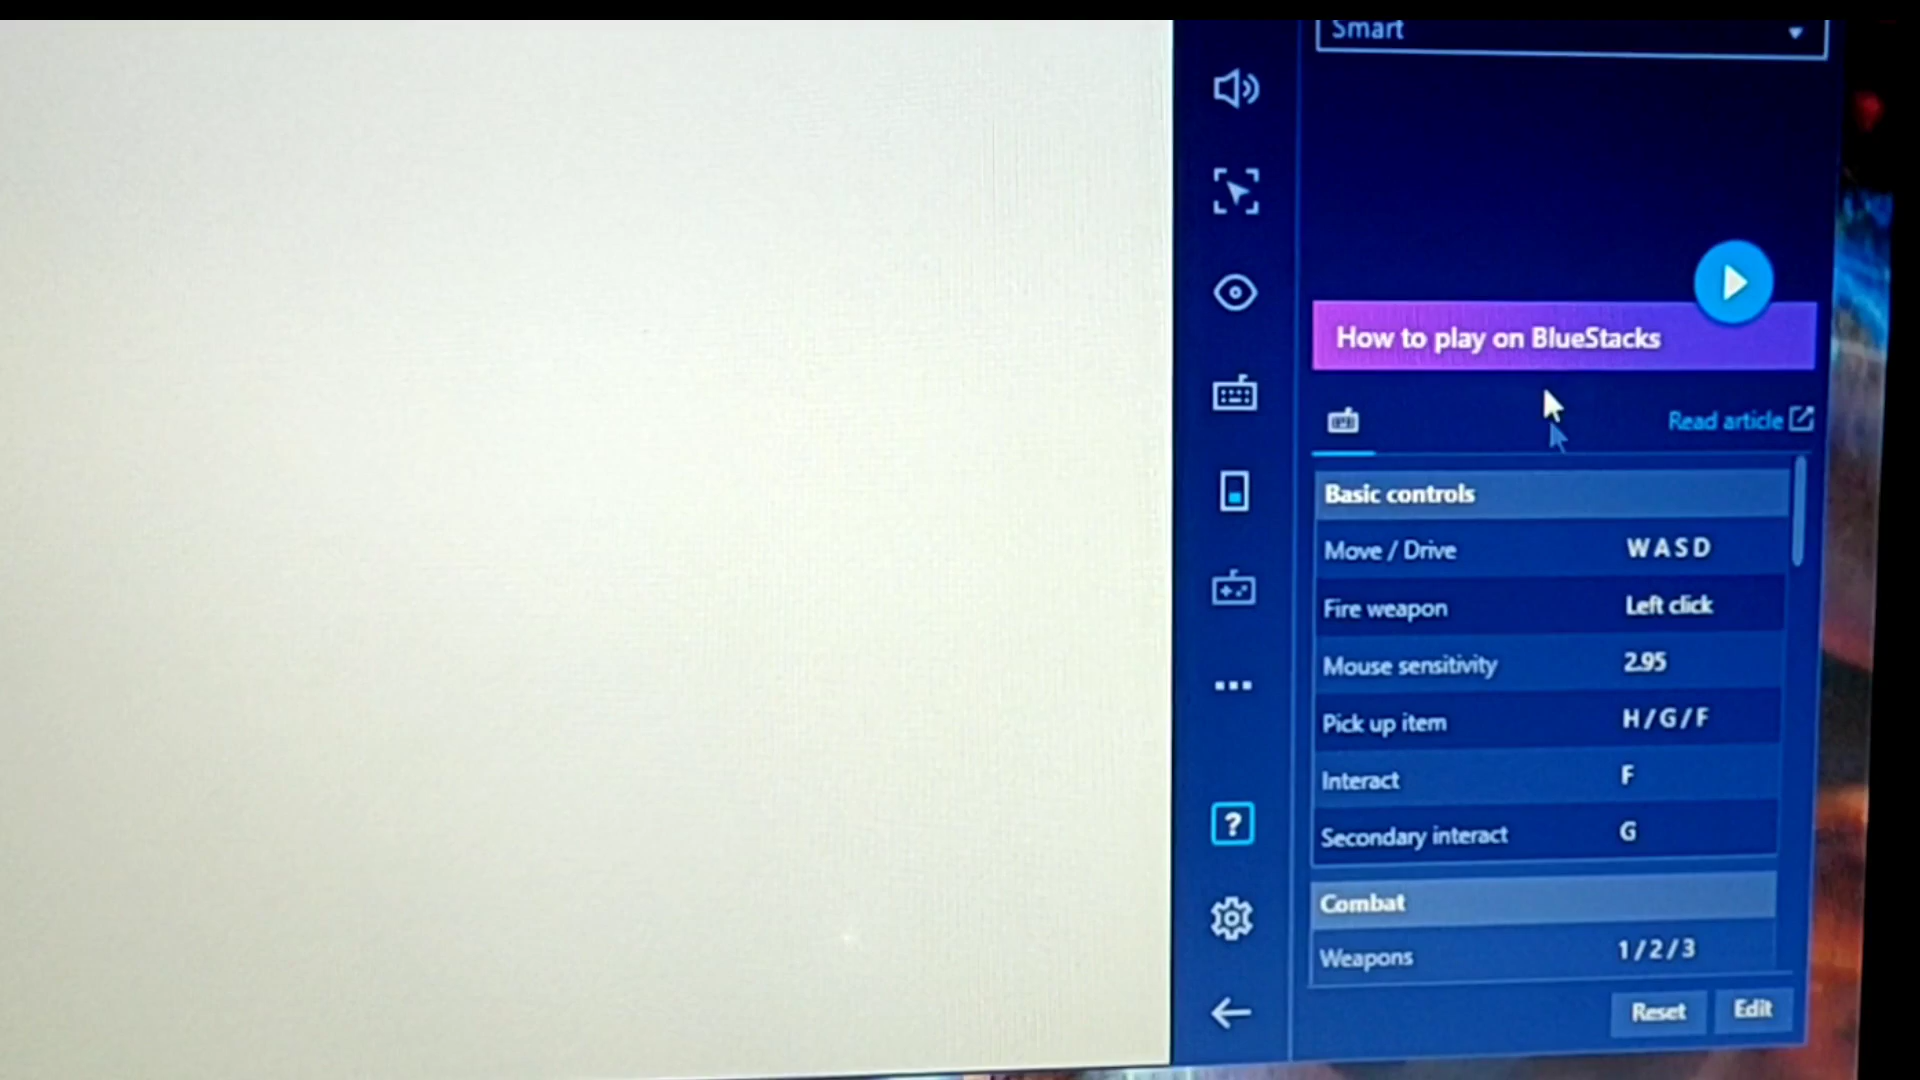 Smart
How to play on BlueStacks
Read article
Basic controls
Move / Drive W A S D
Fire weapon Left click
Mouse sensitivity 2.95
Pick up item H / G / F
Interact F
Secondary interact G
Combat
Weapons 1 / 2 / 3
Reset Edit